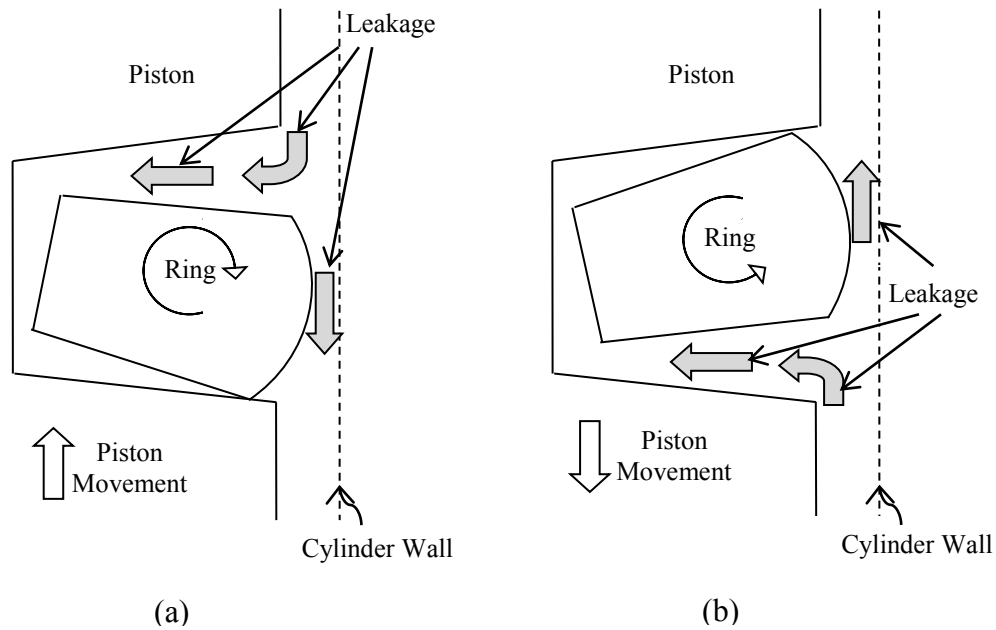 Leakage
Piston
Ring
Piston
Movement
Cylinder Wall
(a)
Piston
Ring
Leakage
Piston
Movement
Cylinder Wall
(b)